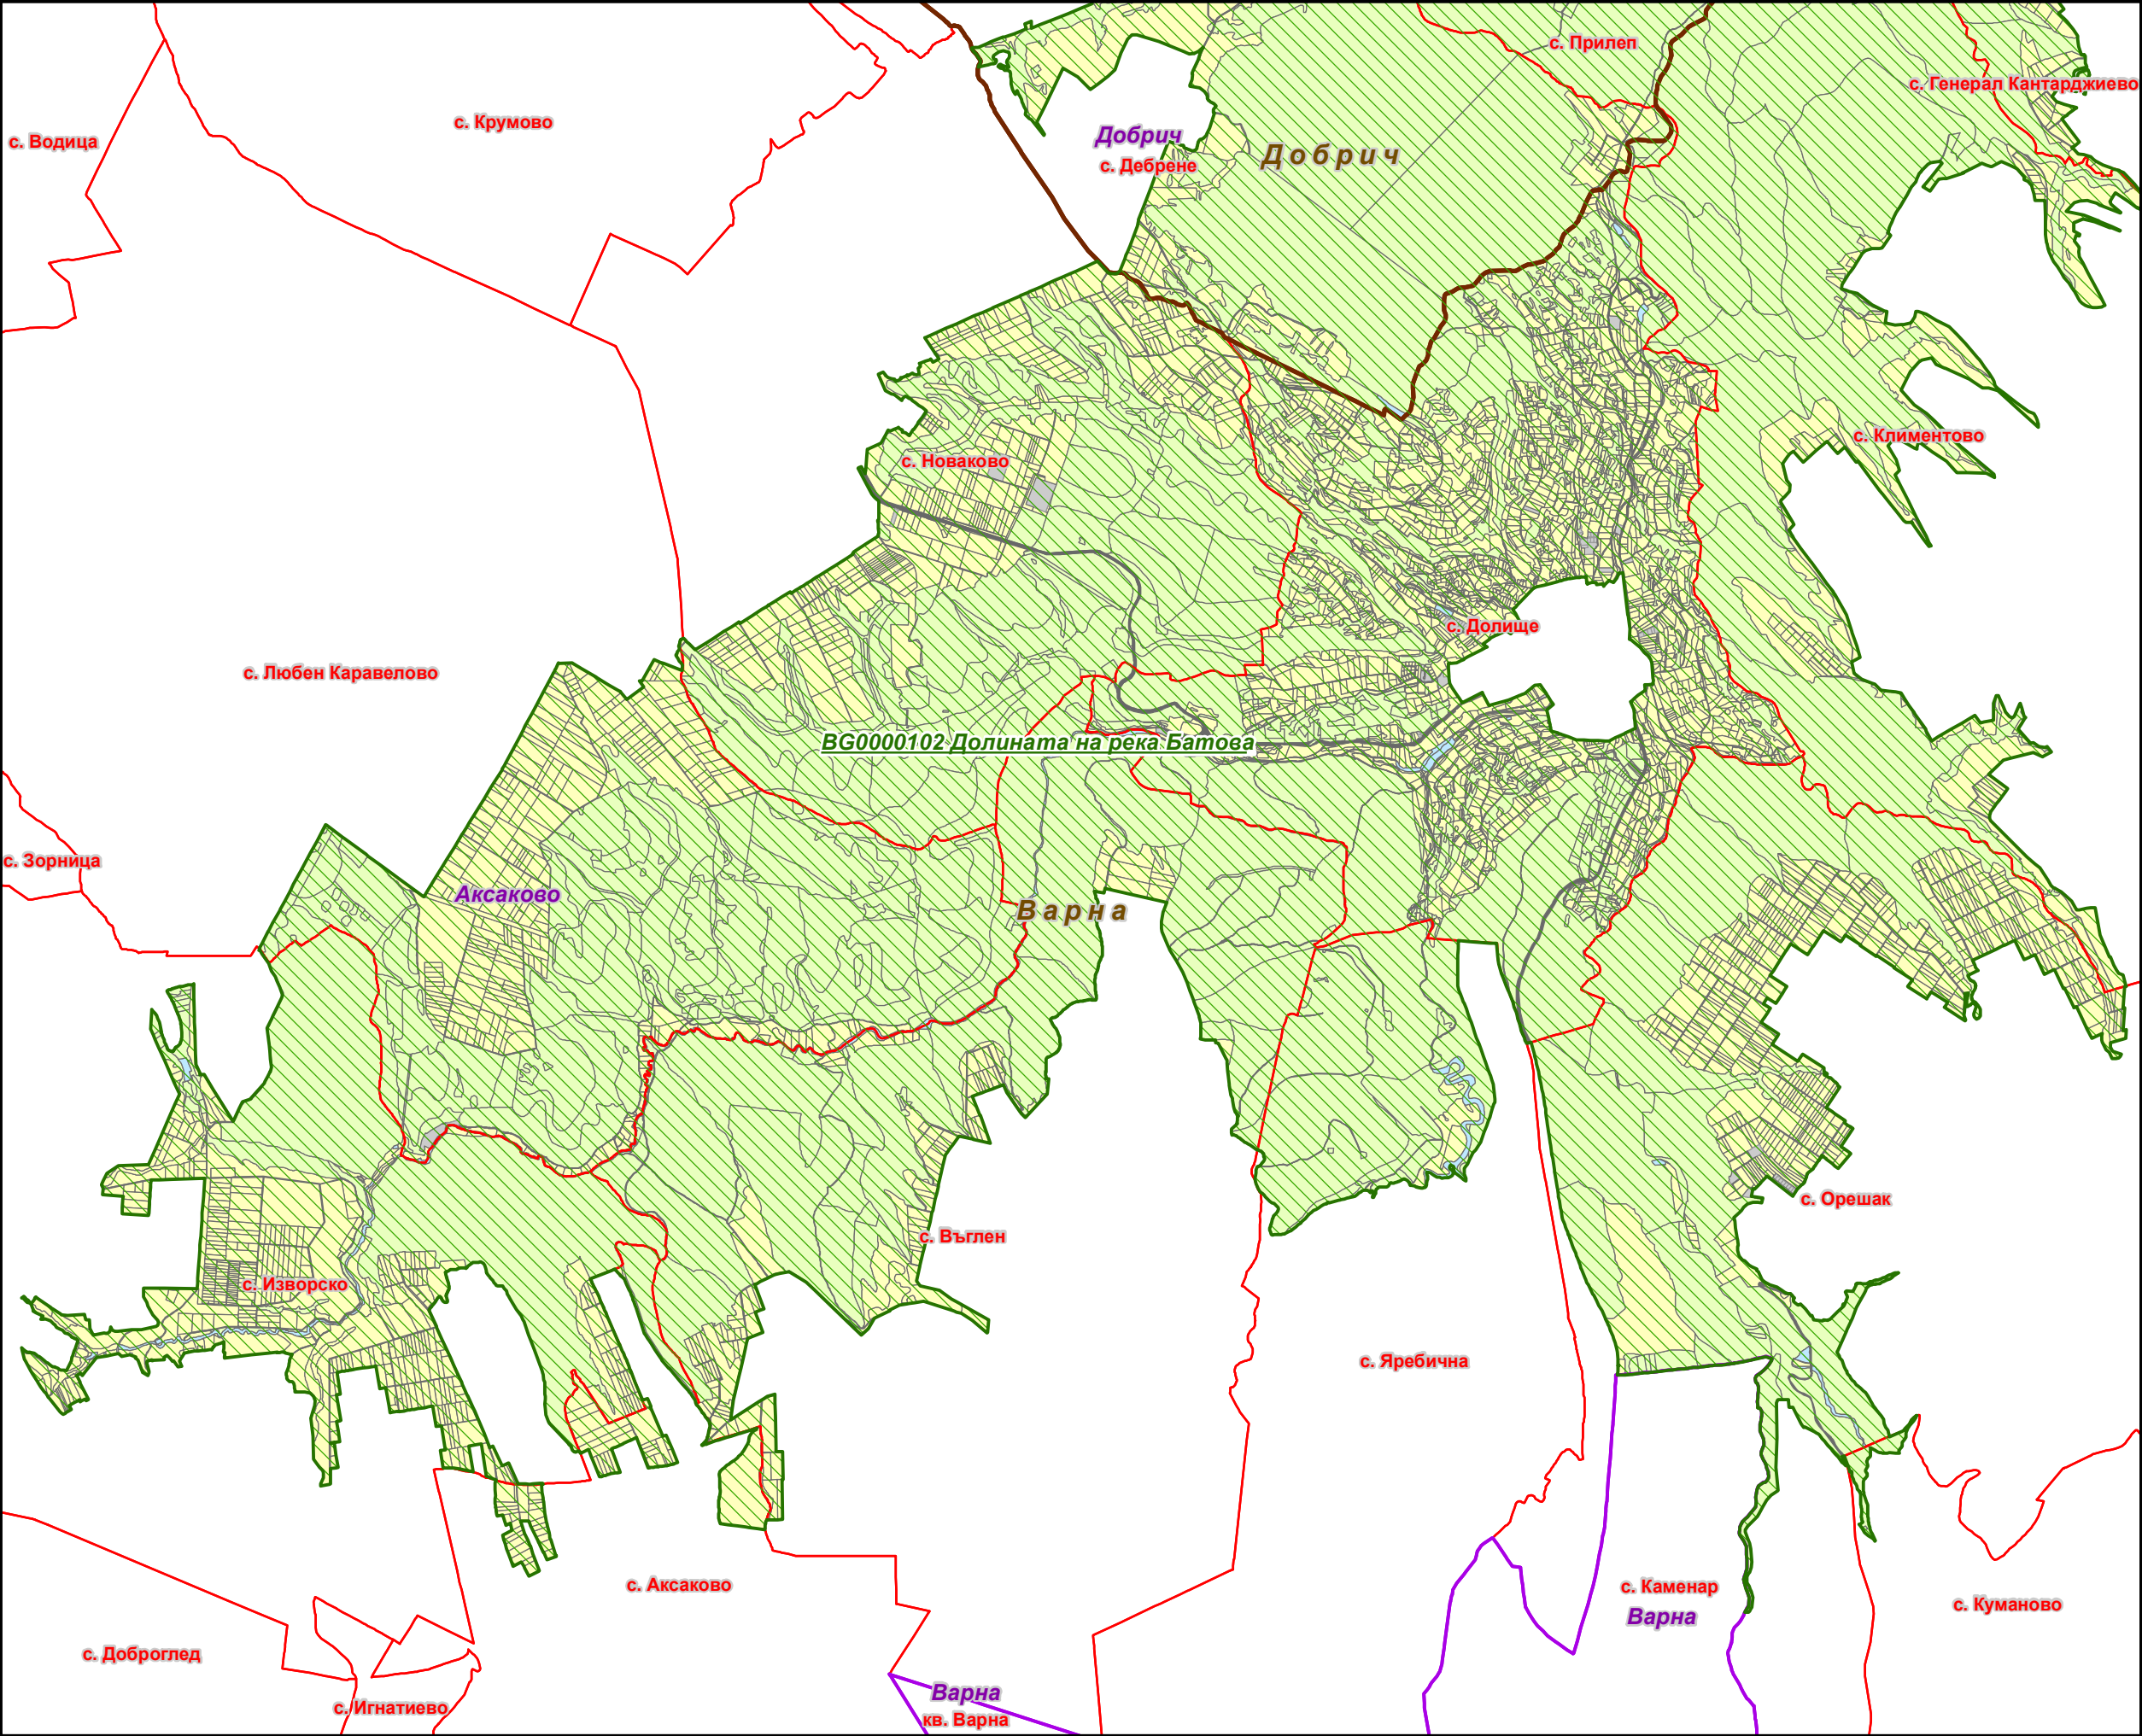 с. Прилеп
с. Генерал Кантарджиево
с. Крумово
с. Водица
Добрич
с. Дебрене
Добрич
с. Климентово
с. Новаково
с. Долище
с. Любен Каравелово
BG0000102 Долината на река Батова
с. Зорница
Аксаково
Варна
с. Орешак
с. Въглен
с. Изворско
с. Яребична
с. Аксаково
с. Каменар
Варна
с. Куманово
с. Доброглед
с. Игнатиево
Варна
кв. Варна